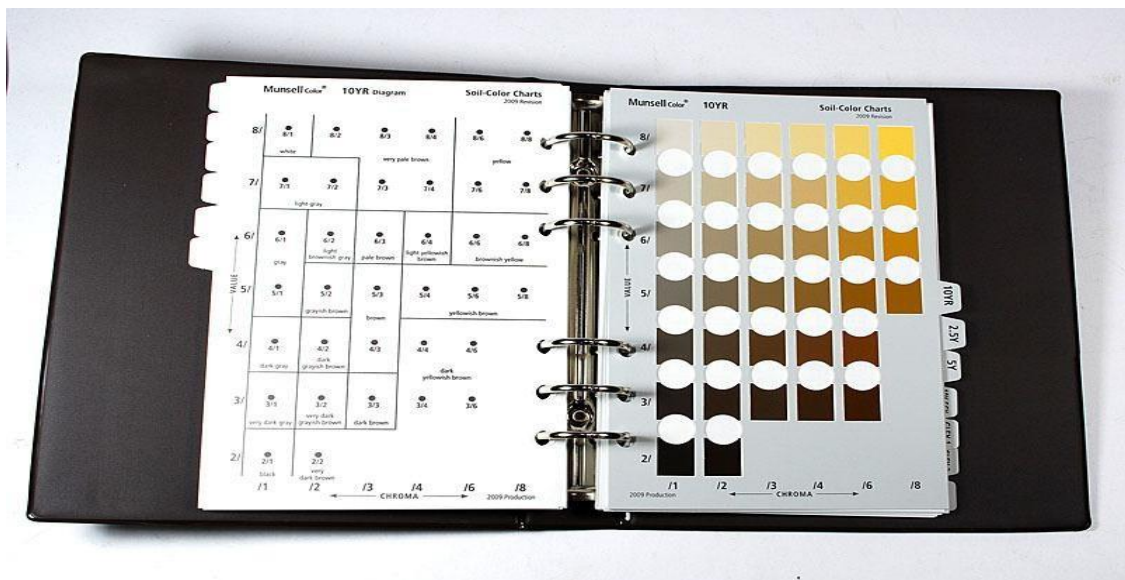 Munsell Color® 10YR Diagram Soil-Color Charts
2009 Revision
8/ 8/1 8/2 8/3 8/4 8/6 8/8
white very pale brown yellow
7/ 7/1 7/2 7/3 7/4 7/6 7/8
light gray
6/ 6/1 6/2 6/3 6/4 6/6 6/8
gray light brownish gray pale brown light yellowish brown brownish yellow
VALUE
5/ 5/1 5/2 5/3 5/4 5/6 5/8
grayish brown brown yellowish brown
4/ 4/1 4/2 4/3 4/4 4/6
dark gray dark grayish brown dark yellowish brown
3/ 3/1 3/2 3/3 3/4 3/6
very dark gray very dark grayish brown dark brown
2/ 2/1 2/2
black very dark brown
/1 /2 /3 /4 /6 /8
CHROMA 2009 Production
Munsell Color® 10YR Soil-Color Charts
2009 Revision
8/
7/
6/
VALUE
5/
4/
3/
2/
/1 /2 /3 /4 /6 /8
2009 Production CHROMA
10YR
2.5Y
5Y